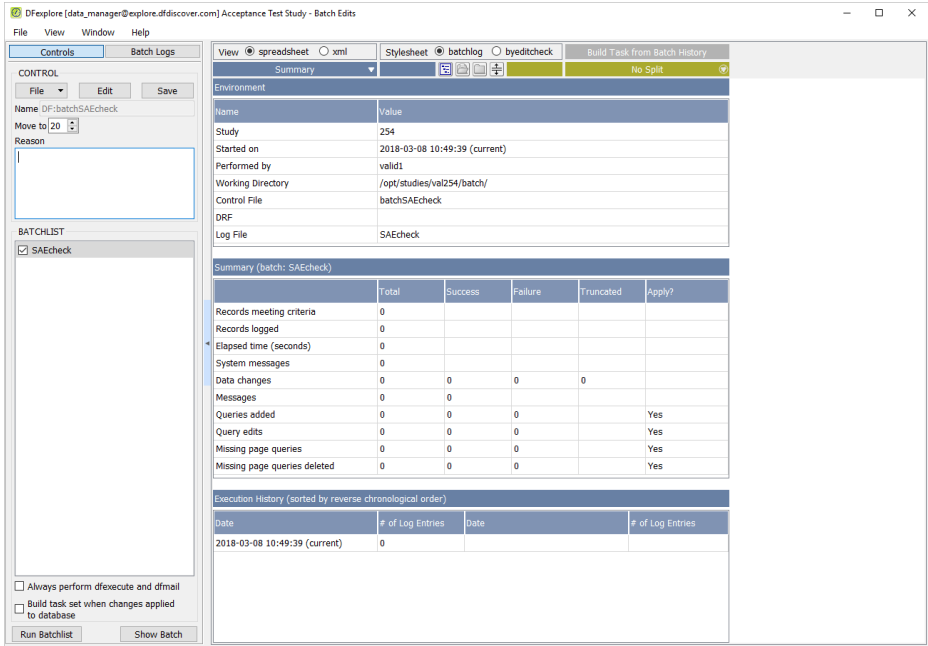 DFexplore [data_manager@explore.dfdiscover.com] Acceptance Test Study - Batch Edits
File View Window Help
Controls Batch Logs
CONTROL
File Edit Save
Name DF:batchSAEcheck
Move to 20
Reason
BATCHLIST
SAEcheck
Always perform dfexecute and dfmail
Build task set when changes applied
to database
Run Batchlist Show Batch
View spreadsheet xml Stylesheet batchlog byeditcheck Build Task from Batch History
Summary No Split
Environment
Name Value
Study 254
Started on 2018-03-08 10:49:39 (current)
Performed by valid1
Working Directory /opt/studies/val254/batch/
Control File batchSAEcheck
DRF
Log File SAEcheck
Summary (batch: SAEcheck)
Total Success Failure Truncated Apply?
Records meeting criteria 0
Records logged 0
Elapsed time (seconds) 0
System messages 0
Data changes 0 0 0 0
Messages 0 0
Queries added 0 0 0 Yes
Query edits 0 0 0 Yes
Missing page queries 0 0 0 Yes
Missing page queries deleted 0 0 0 Yes
Execution History (sorted by reverse chronological order)
Date # of Log Entries Date # of Log Entries
2018-03-08 10:49:39 (current) 0